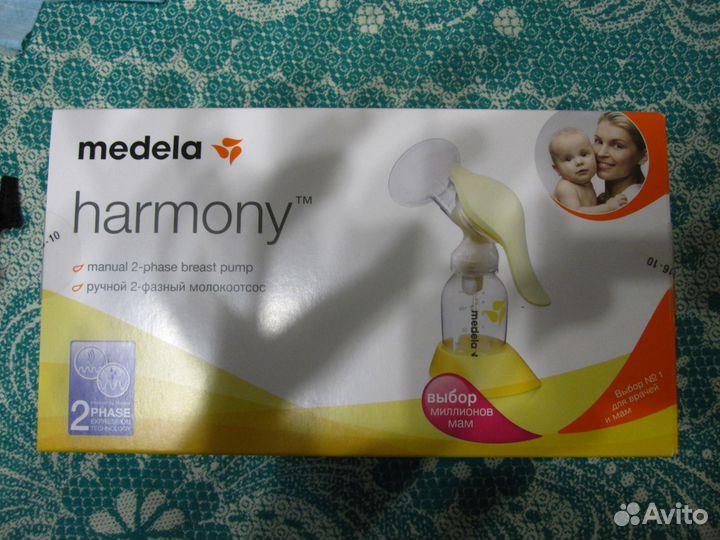 medela
harmony™
manual 2-phase breast pump
ручной 2-фазный молокоотсос
2 PHASE
EXPRESSION
TECHNOLOGY
medela
выбор
миллионов
мам
Выбор № 1
для врачей
и мам
Avito